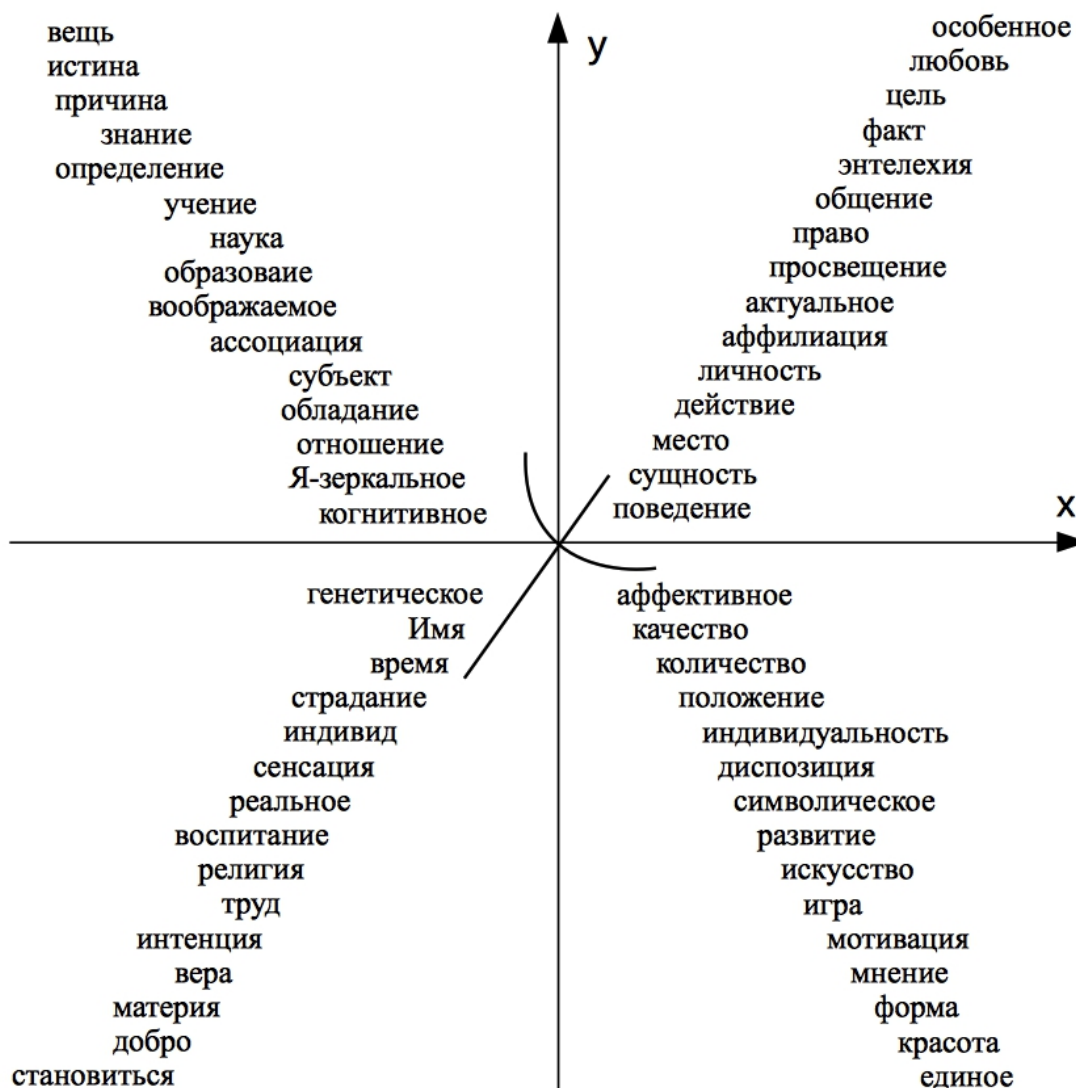 вещь
истина
причина
знание
определение
учение
наука
образоваие
воображаемое
ассоциация
субъект
обладание
отношение
Я-зеркальное
когнитивное
y
особенное
любовь
цель
факт
энтелехия
общение
право
просвещение
актуальное
аффилиация
личность
действие
место
сущность
поведение
x
генетическое
Имя
время
страдание
индивид
сенсация
реальное
воспитание
религия
труд
интенция
вера
материя
добро
становиться
аффективное
качество
количество
положение
индивидуальность
диспозиция
символическое
развитие
искусство
игра
мотивация
мнение
форма
красота
единое